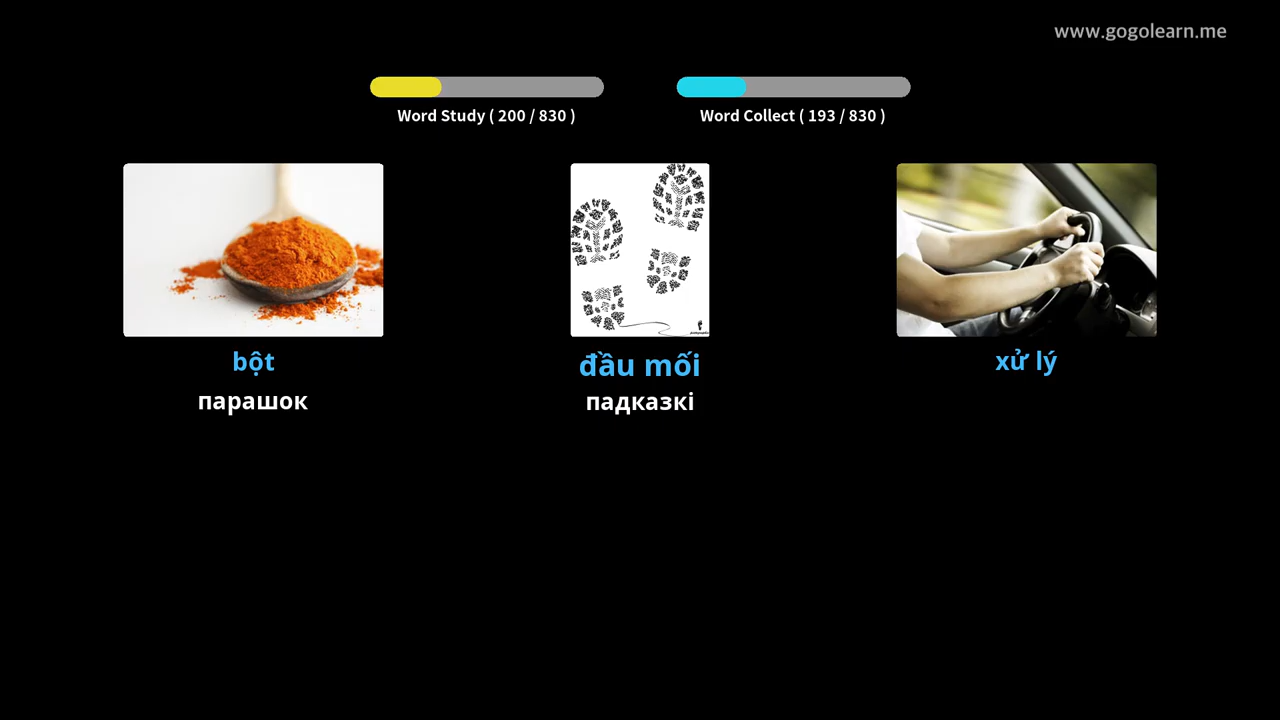 www.gogolearn.me
Word Study ( 200 / 830 )
Word Collect ( 193 / 830 )
bột
đầu mối
xử lý
парашок
падказкі